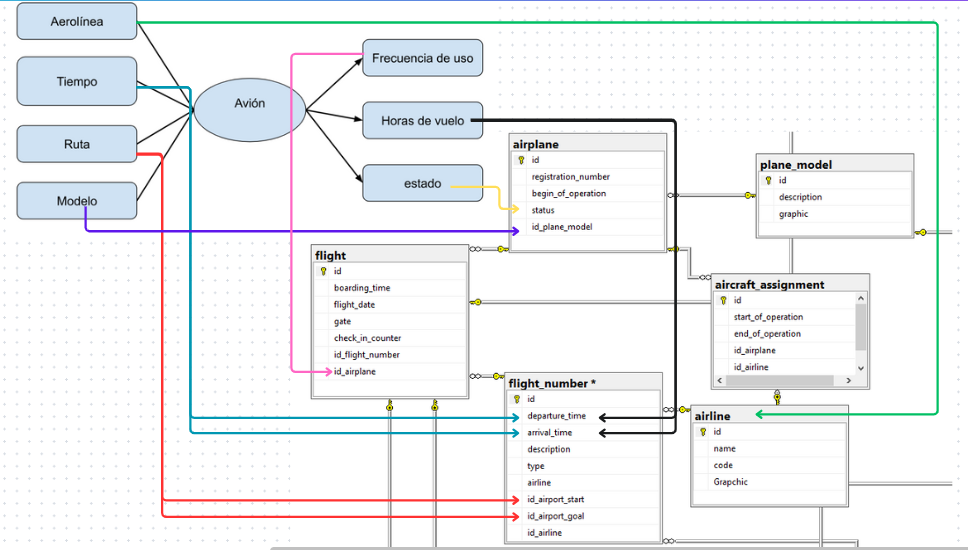 Aerolínea
Tiempo
Ruta
Modelo
Avión
Frecuencia de uso
Horas de vuelo
estado
airplane
id
registration_number
begin_of_operation
status
id_plane_model
plane_model
id
description
graphic
flight
id
boarding_time
flight_date
gate
check_in_counter
id_flight_number
id_airplane
aircraft_assignment
id
start_of_operation
end_of_operation
id_airplane
id_airline
flight_number *
id
departure_time
arrival_time
description
type
airline
id_airport_start
id_airport_goal
id_airline
airline
id
name
code
Grapchic